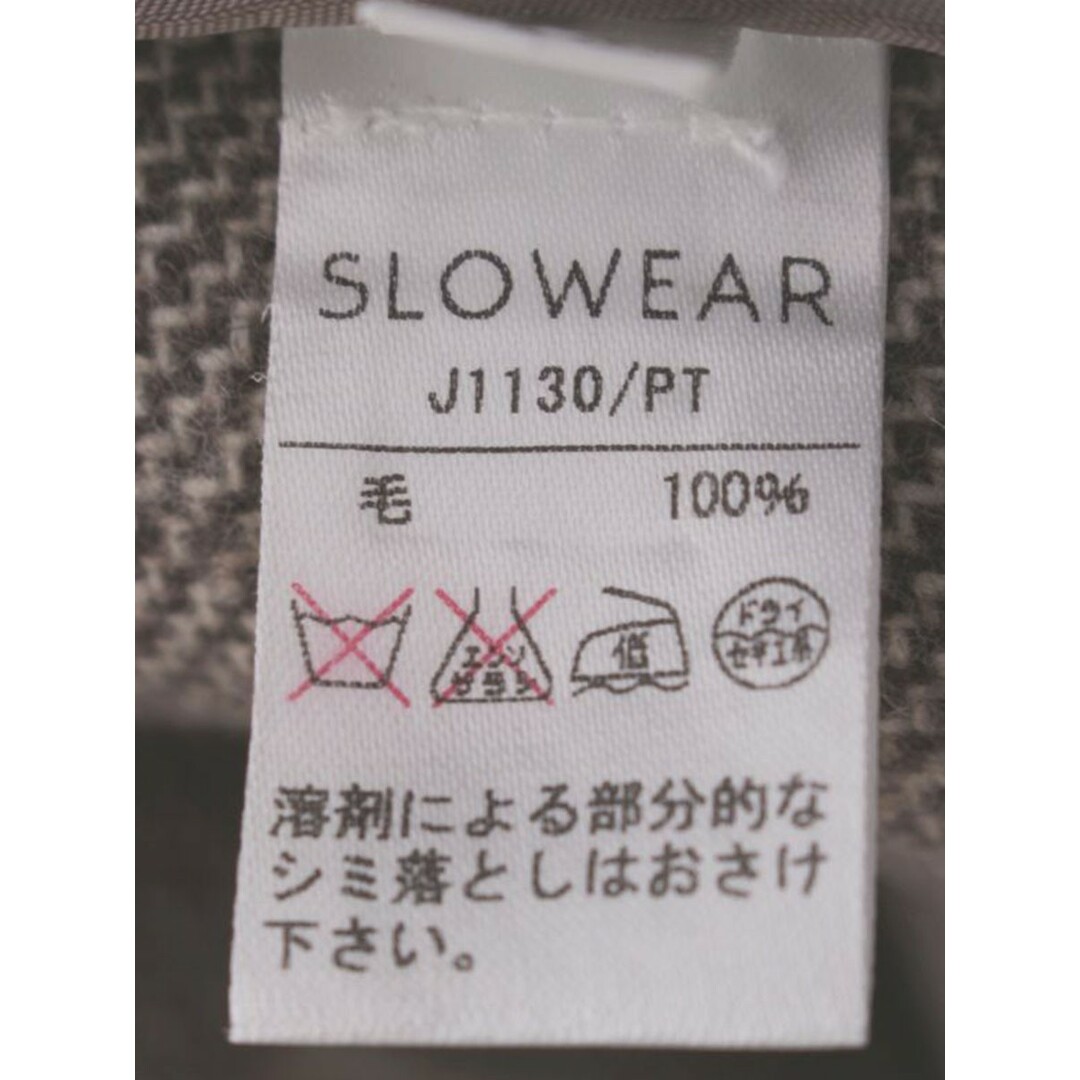 SLOWEAR
J1130/PT
毛 100%
エンソ
サラシ
低
ドライ
セキユ系
溶剤による部分的な
シミ落としはおさけ
下さい。